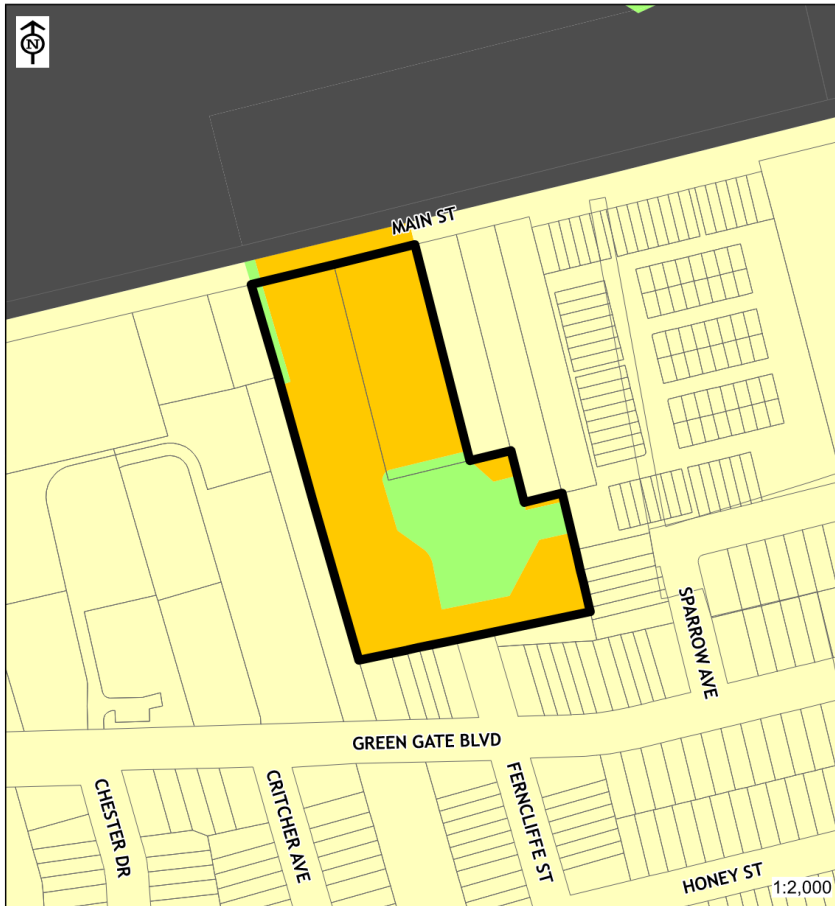 N
MAIN ST
SPARROW AVE
GREEN GATE BLVD
CHESTER DR
CRITCHER AVE
FERNCLIFFE ST
HONEY ST
1:2,000